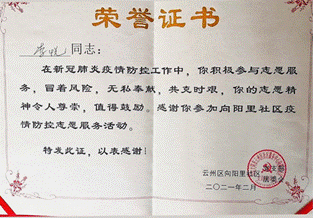 荣誉证书
同志：
在新冠肺炎疫情防控工作中，你积极参与志愿服
务，冒着风险，无私奉献，共克时艰，你的志愿精
神令人尊崇，值得鼓励。感谢你参加向阳里社区疫
情防控志愿服务活动。
特发此证，以表感谢！
云州区向阳里社区
二〇二一年二月